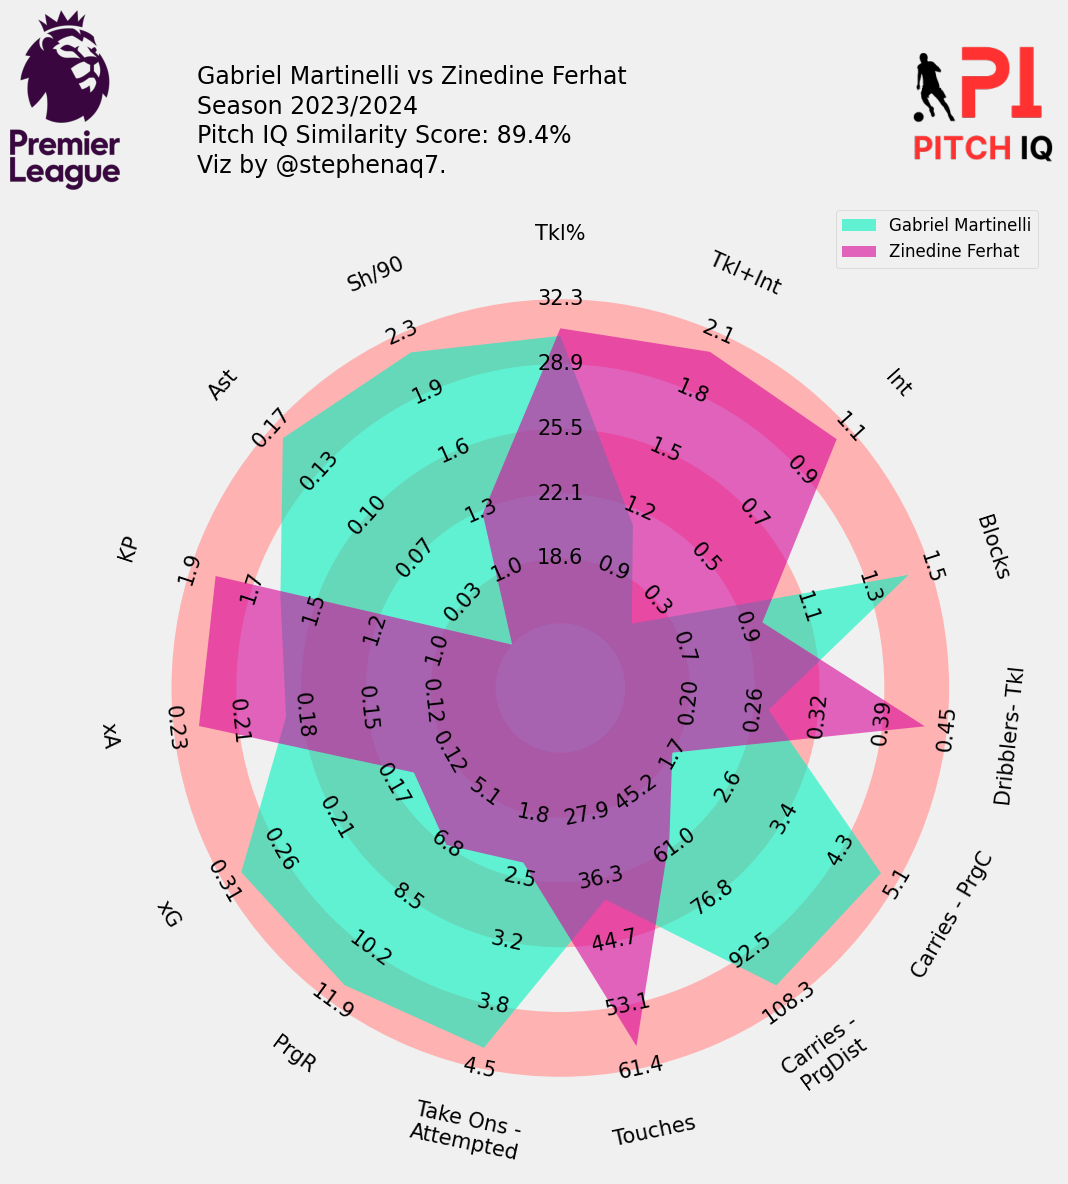 Gabriel Martinelli vs Zinedine Ferhat
Season 2023/2024
Pitch IQ Similarity Score: 89.4%
Viz by @stephenaq7.
Premier
League
PI
PITCH IQ
Gabriel Martinelli
Zinedine Ferhat
Tkl%
32.3
28.9
25.5
22.1
18.6
Tkl+Int
2.1
1.8
1.5
1.2
0.9
Int
1.1
0.9
0.7
0.5
0.3
Blocks
1.5
1.3
1.1
0.9
0.7
Dribblers- Tkl
0.45
0.39
0.32
0.26
0.20
Carries - PrgC
5.1
4.3
3.4
2.6
1.7
Carries -
PrgDist
108.3
92.5
76.8
61.0
45.2
Touches
61.4
53.1
44.7
36.3
27.9
Take Ons -
Attempted
4.5
3.8
3.2
2.5
1.8
PrgR
11.9
10.2
8.5
6.8
5.1
xG
0.31
0.26
0.21
0.17
0.12
xA
0.23
0.21
0.18
0.15
0.12
KP
1.9
1.7
1.5
1.2
1.0
Ast
0.17
0.13
0.10
0.07
0.03
Sh/90
2.3
1.9
1.6
1.3
1.0